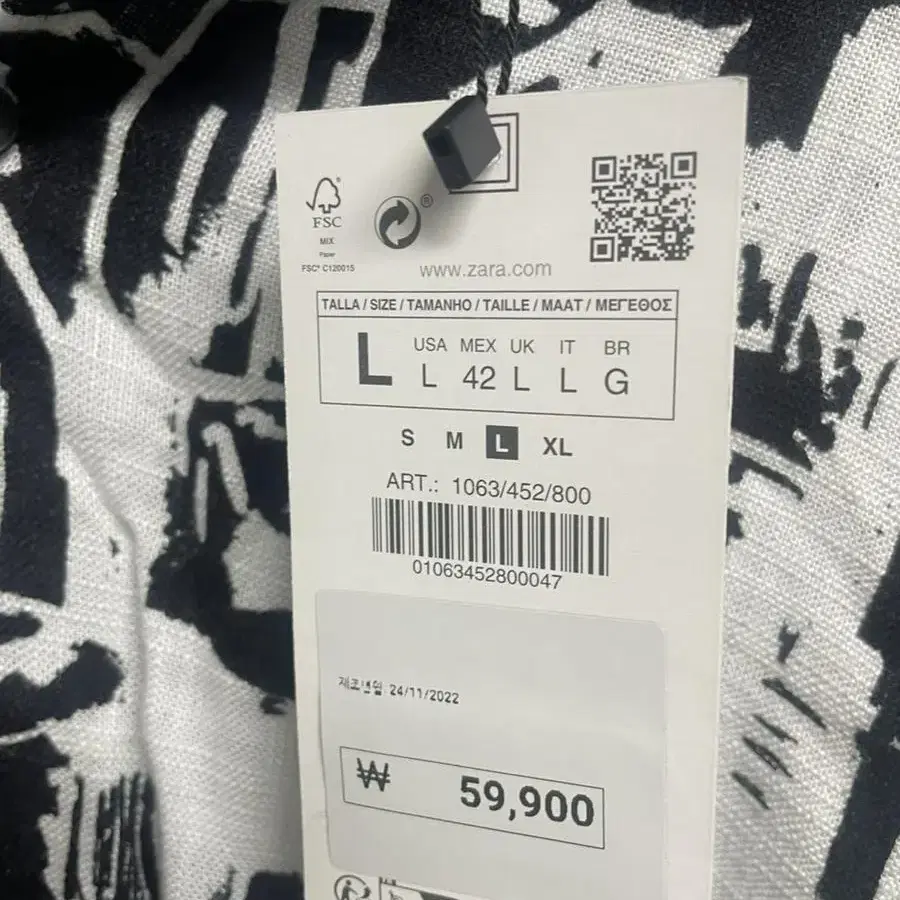 FSC®
MIX
Paper
FSC® C120015
®
www.zara.com
TALLA / SIZE / TAMANHO / TAILLE / MAAT / ΜΕΓΕΘΟΣ
L
USA MEX UK IT BR
L 42 L L G
S M L XL
ART.: 1063/452/800
01063452800047
제조년월 24/11/2022
₩ 59,900